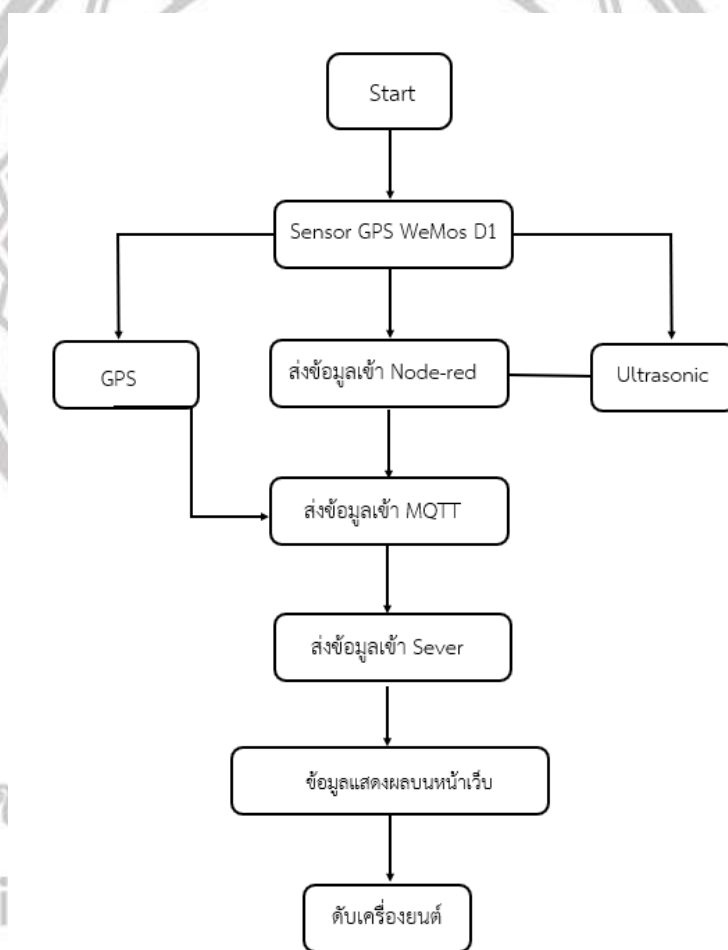 Start
Sensor GPS WeMos D1
GPS
ส่งข้อมูลเข้า Node-red
Ultrasonic
ส่งข้อมูลเข้า MQTT
ส่งข้อมูลเข้า Sever
ข้อมูลแสดงผลบนหน้าเว็บ
ดับเครื่องยนต์